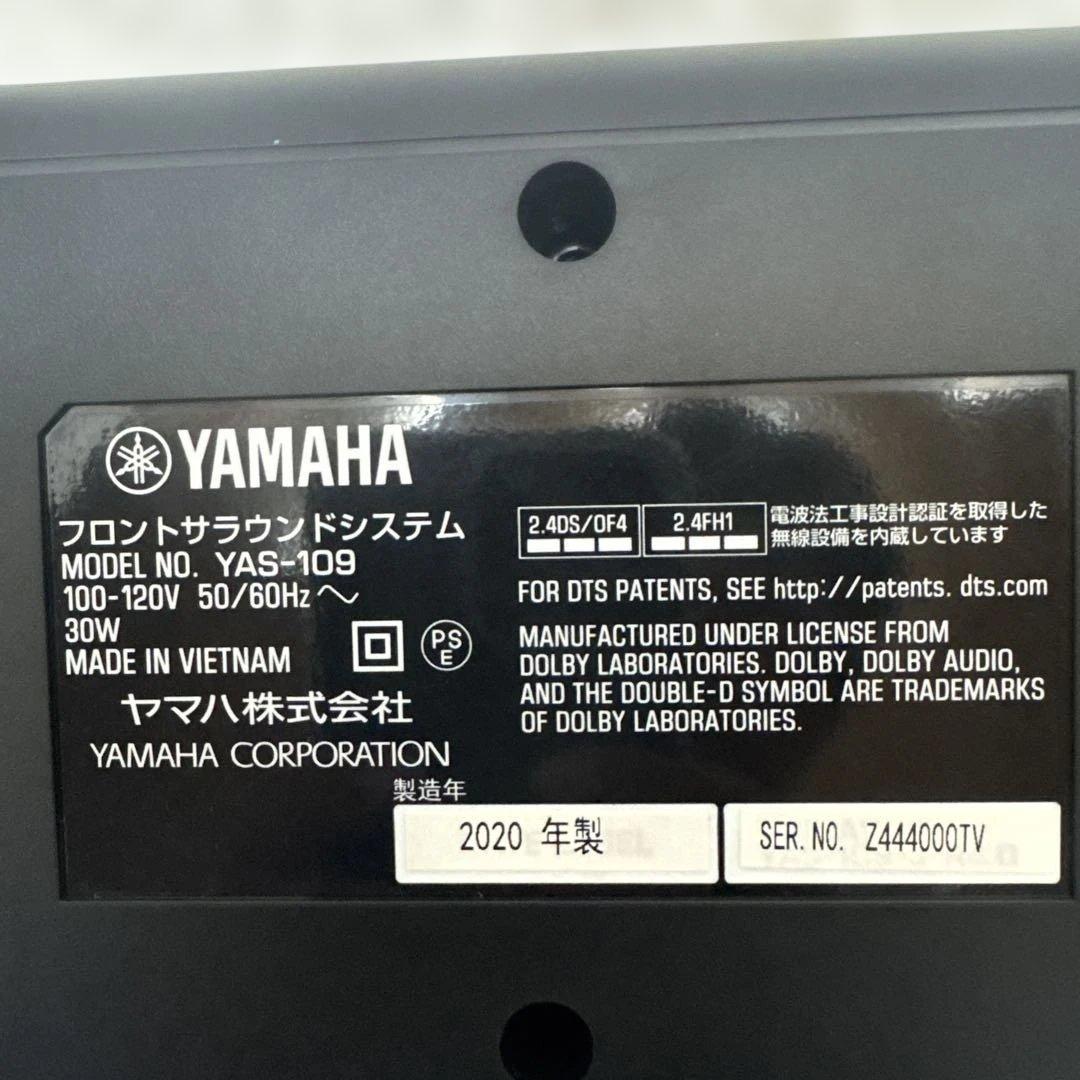 YAMAHA
フロントサラウンドシステム
MODEL NO. YAS-109
100-120V 50/60Hz ～
30W
MADE IN VIETNAM
PS
E
ヤマハ株式会社
YAMAHA CORPORATION
2.4DS/OF4
2.4FH1
電波法工事設計認証を取得した
無線設備を内蔵しています
FOR DTS PATENTS, SEE http://patents. dts.com
MANUFACTURED UNDER LICENSE FROM
DOLBY LABORATORIES. DOLBY, DOLBY AUDIO,
AND THE DOUBLE-D SYMBOL ARE TRADEMARKS
OF DOLBY LABORATORIES.
製造年
2020 年製
SER. NO. Z444000TV